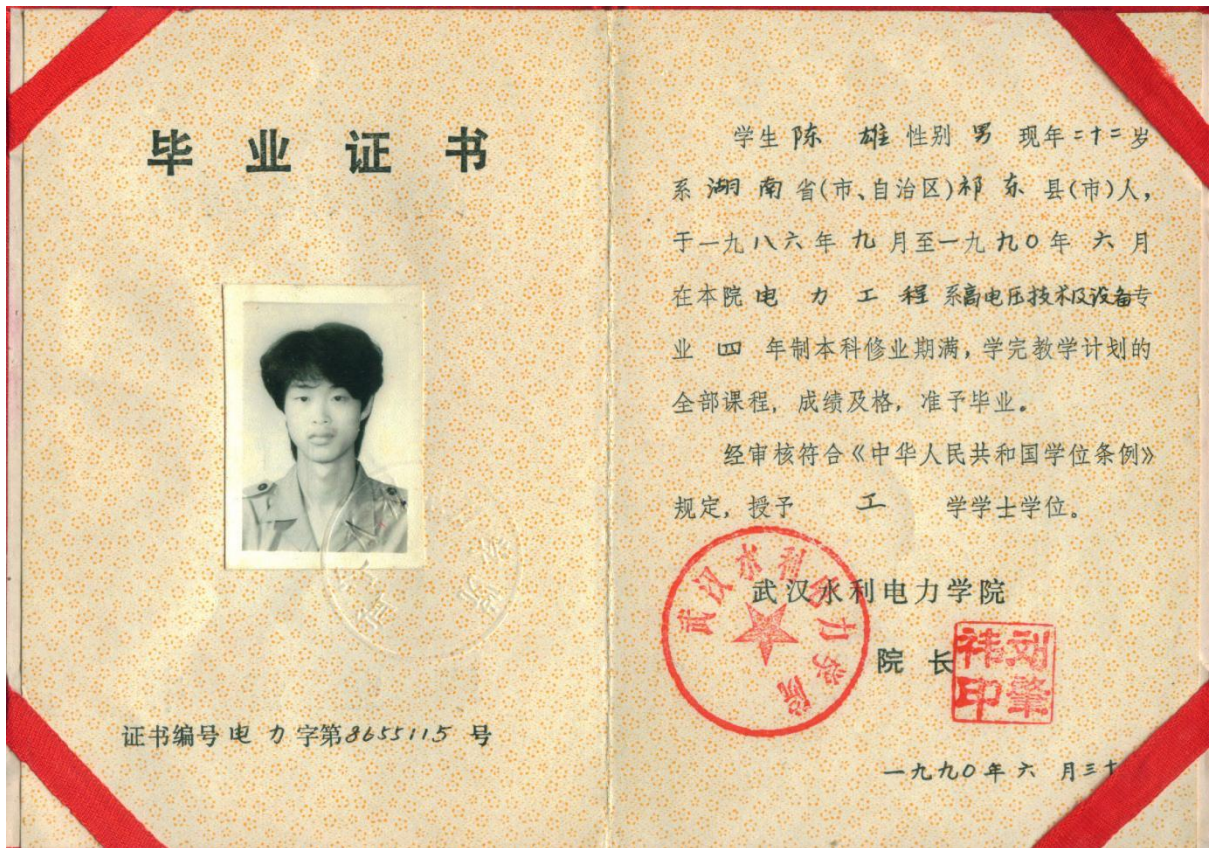 毕业证书
证书编号电力字第8655115号
学生陈雄性别男现年二十二岁
系湖南省(市、自治区)祁东县(市)人，
于一九八六年九月至一九九〇年六月
在本院电力工程系高电压技术及设备专
业四年制本科修业期满，学完教学计划的
全部课程，成绩及格，准予毕业。
经审核符合《中华人民共和国学位条例》
规定，授予工学学士学位。
武汉水利电力学院
武汉水利电力学院
院长
刘肇祎印
一九九〇年六月三十